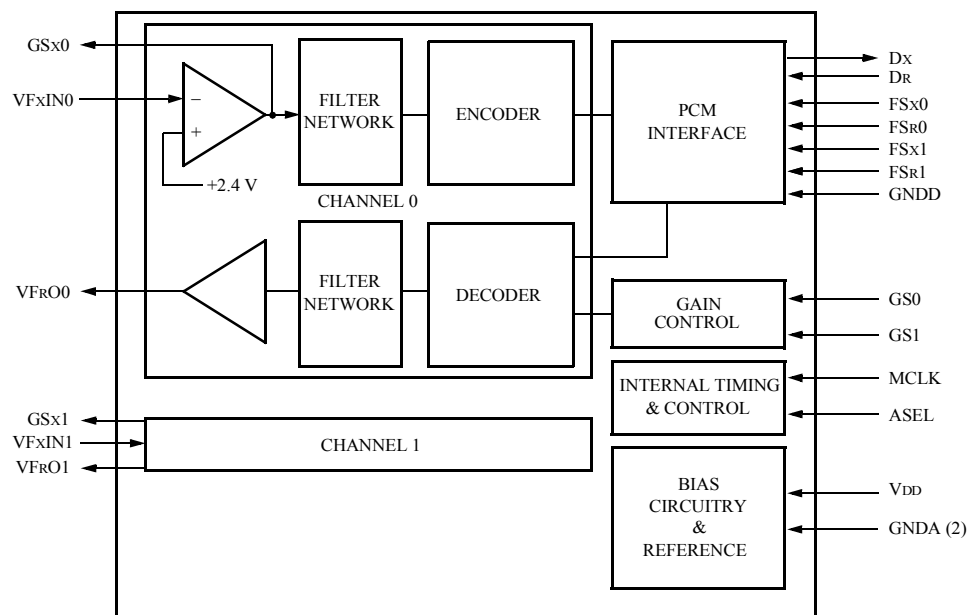 GSX0
VFXIN0
−
+
+2.4 V
FILTER
NETWORK
ENCODER
CHANNEL 0
PCM
INTERFACE
DX
DR
FSX0
FSR0
FSX1
FSR1
GNDD
VFRO0
FILTER
NETWORK
DECODER
GAIN
CONTROL
GS0
GS1
INTERNAL TIMING
& CONTROL
MCLK
ASEL
GSX1
VFXIN1
VFRO1
CHANNEL 1
BIAS
CIRCUITRY
&
REFERENCE
VDD
GNDA (2)